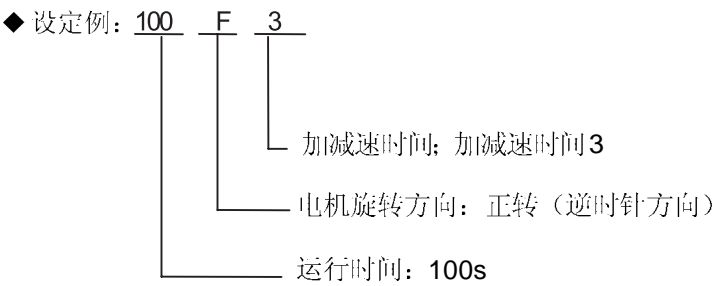 ◆ 设定例：100 F 3
加减速时间；加减速时间3
电机旋转方向：正转（逆时针方向）
运行时间：100s